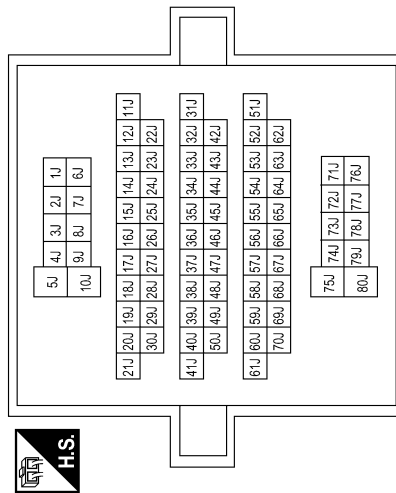 H.S.
5J 4J 3J 2J 1J
10J 9J 8J 7J 6J
21J 20J 19J 18J 17J 16J 15J 14J 13J 12J 11J
30J 29J 28J 27J 26J 25J 24J 23J 22J
41J 40J 39J 38J 37J 36J 35J 34J 33J 32J 31J
50J 49J 48J 47J 46J 45J 44J 43J 42J
61J 60J 59J 58J 57J 56J 55J 54J 53J 52J 51J
70J 69J 68J 67J 66J 65J 64J 63J 62J
75J 74J 73J 72J 71J
80J 79J 78J 77J 76J